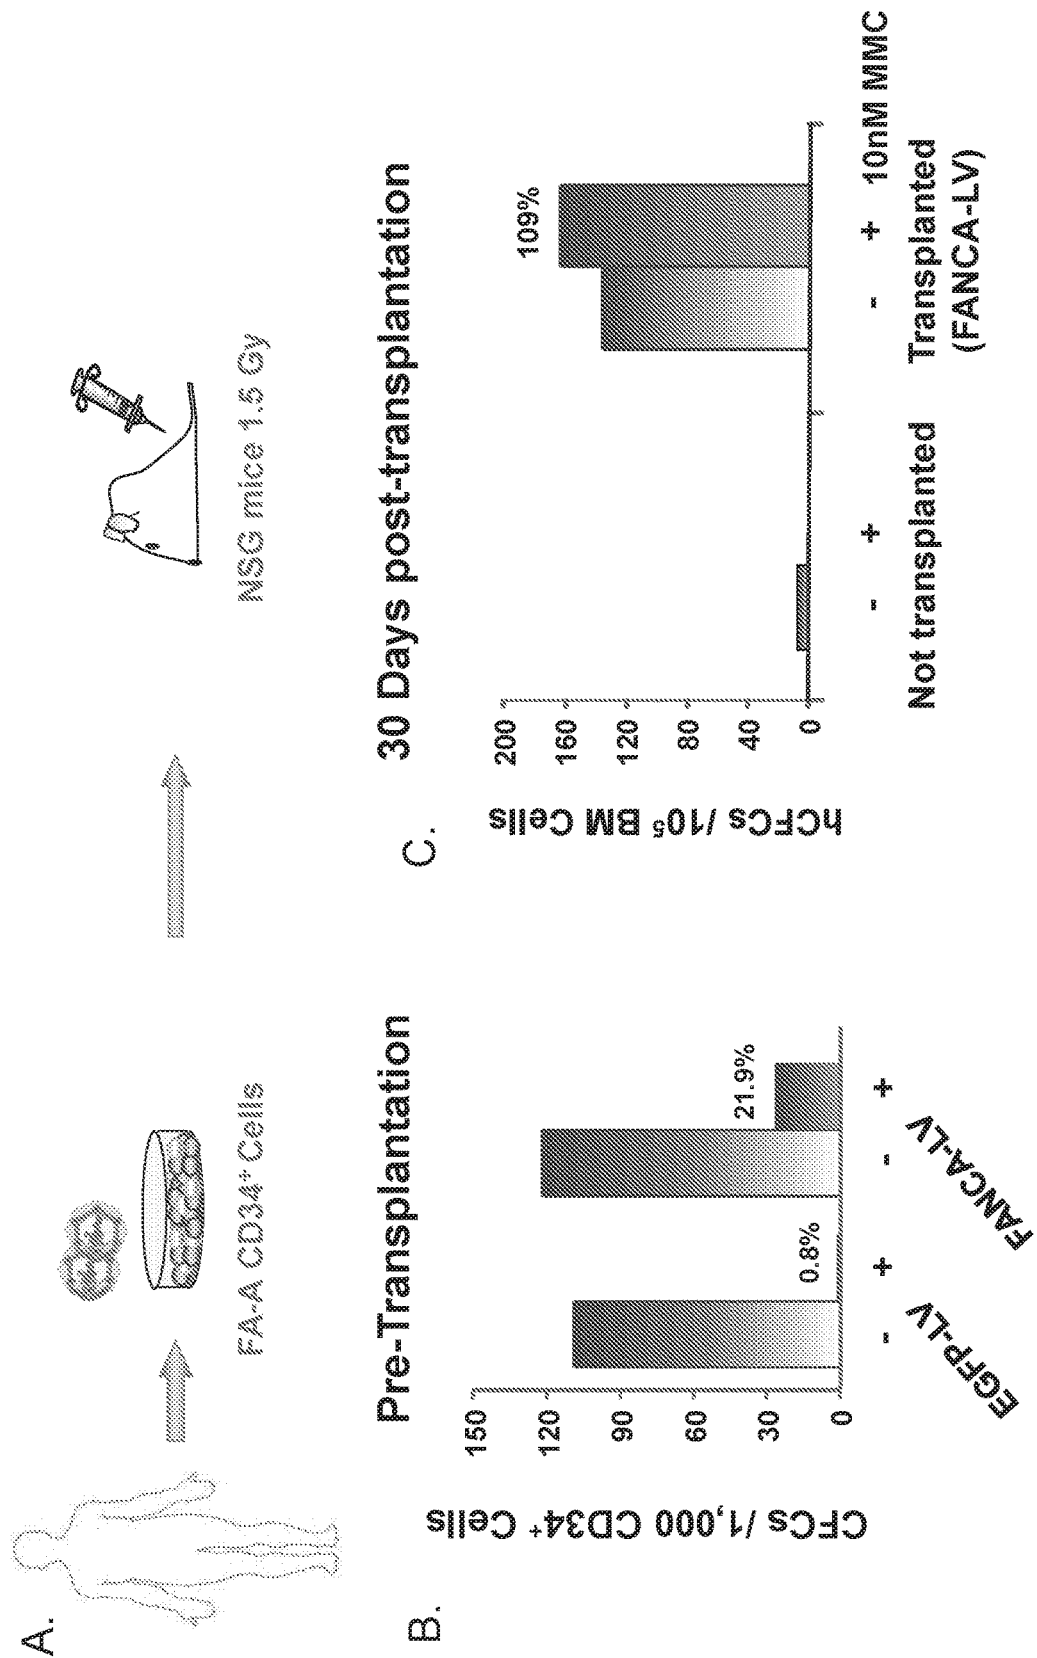 A.
FA-A CD34+ Cells
NSG mice 1.5 Gy
B.
Pre-Transplantation
CFCs /1,000 CD34+ Cells
150
120
90
60
30
0
0.8%
21.9%
- + - +
EGFP-LV FANCA-LV
C.
30 Days post-transplantation
hCFCs /10⁵ BM Cells
200
160
120
80
40
0
109%
- + - + 10nM MMC
Not transplanted Transplanted
(FANCA-LV)